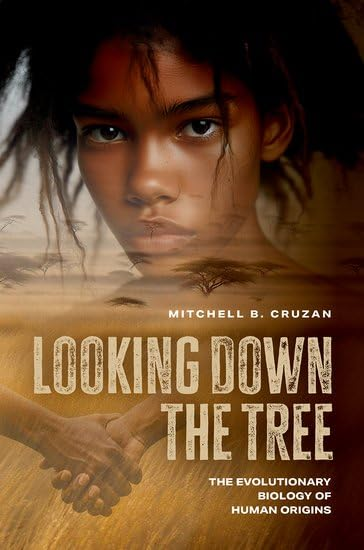 MITCHELL B. CRUZAN
LOOKING DOWN
THE TREE
THE EVOLUTIONARY
BIOLOGY OF
HUMAN ORIGINS